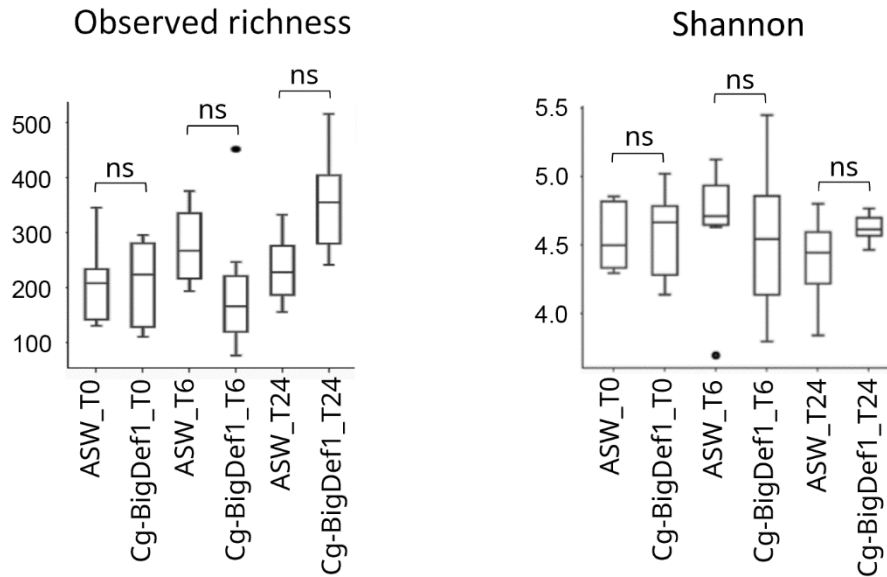 Observed richness
ns
ns
ns
500
400
300
200
100
ASW_T0
Cg-BigDef1_T0
ASW_T6
Cg-BigDef1_T6
ASW_T24
Cg-BigDef1_T24
Shannon
ns
ns
ns
5.5
5.0
4.5
4.0
ASW_T0
Cg-BigDef1_T0
ASW_T6
Cg-BigDef1_T6
ASW_T24
Cg-BigDef1_T24